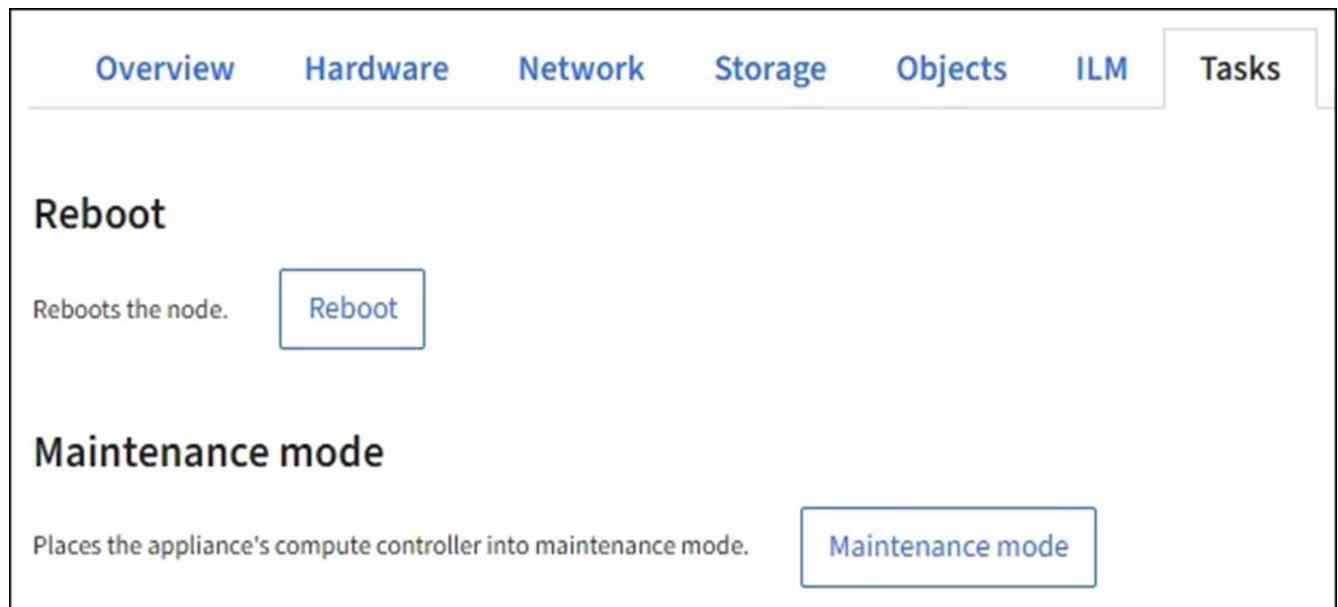 Overview Hardware Network Storage Objects ILM Tasks
Reboot
Reboots the node. Reboot
Maintenance mode
Places the appliance's compute controller into maintenance mode. Maintenance mode